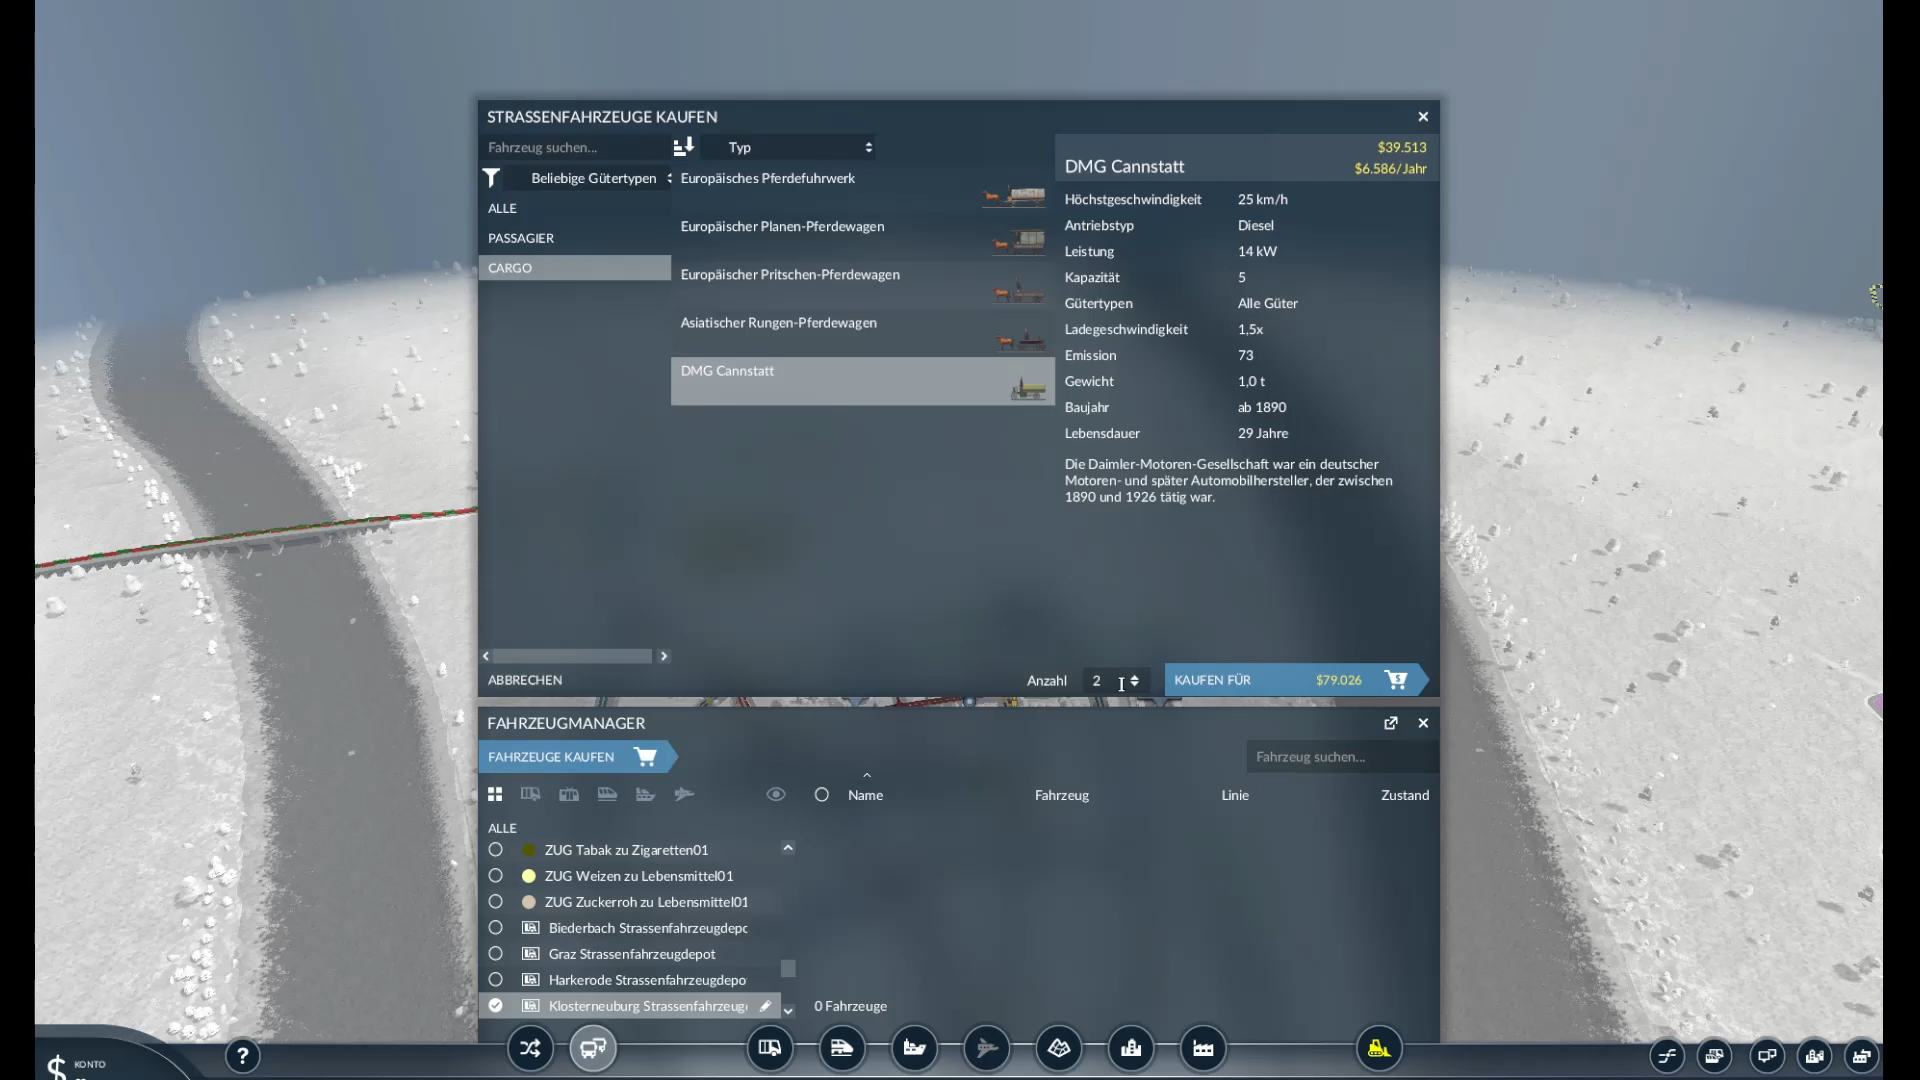 STRASSENFAHRZEUGE KAUFEN
Fahrzeug suchen...
Typ
Beliebige Gütertypen
ALLE
PASSAGIER
CARGO
Europäisches Pferdefuhrwerk
Europäischer Planen-Pferdewagen
Europäischer Pritschen-Pferdewagen
Asiatischer Rungen-Pferdewagen
DMG Cannstatt
$39.513
DMG Cannstatt
$6.586/Jahr
Höchstgeschwindigkeit 25 km/h
Antriebstyp Diesel
Leistung 14 kW
Kapazität 5
Gütertypen Alle Güter
Ladegeschwindigkeit 1,5x
Emission 73
Gewicht 1,0 t
Baujahr ab 1890
Lebensdauer 29 Jahre
Die Daimler-Motoren-Gesellschaft war ein deutscher
Motoren- und später Automobilhersteller, der zwischen
1890 und 1926 tätig war.
ABBRECHEN
Anzahl 2
KAUFEN FÜR $79.026
FAHRZEUGMANAGER
FAHRZEUGE KAUFEN
Fahrzeug suchen...
Name Fahrzeug Linie Zustand
ALLE
ZUG Tabak zu Zigaretten01
ZUG Weizen zu Lebensmittel01
ZUG Zuckerroh zu Lebensmittel01
Biederbach Strassenfahrzeugdepo
Graz Strassenfahrzeugdepot
Harkerode Strassenfahrzeugdepo
Klosterneuburg Strassenfahrzeug
0 Fahrzeuge
?
$ KONTO